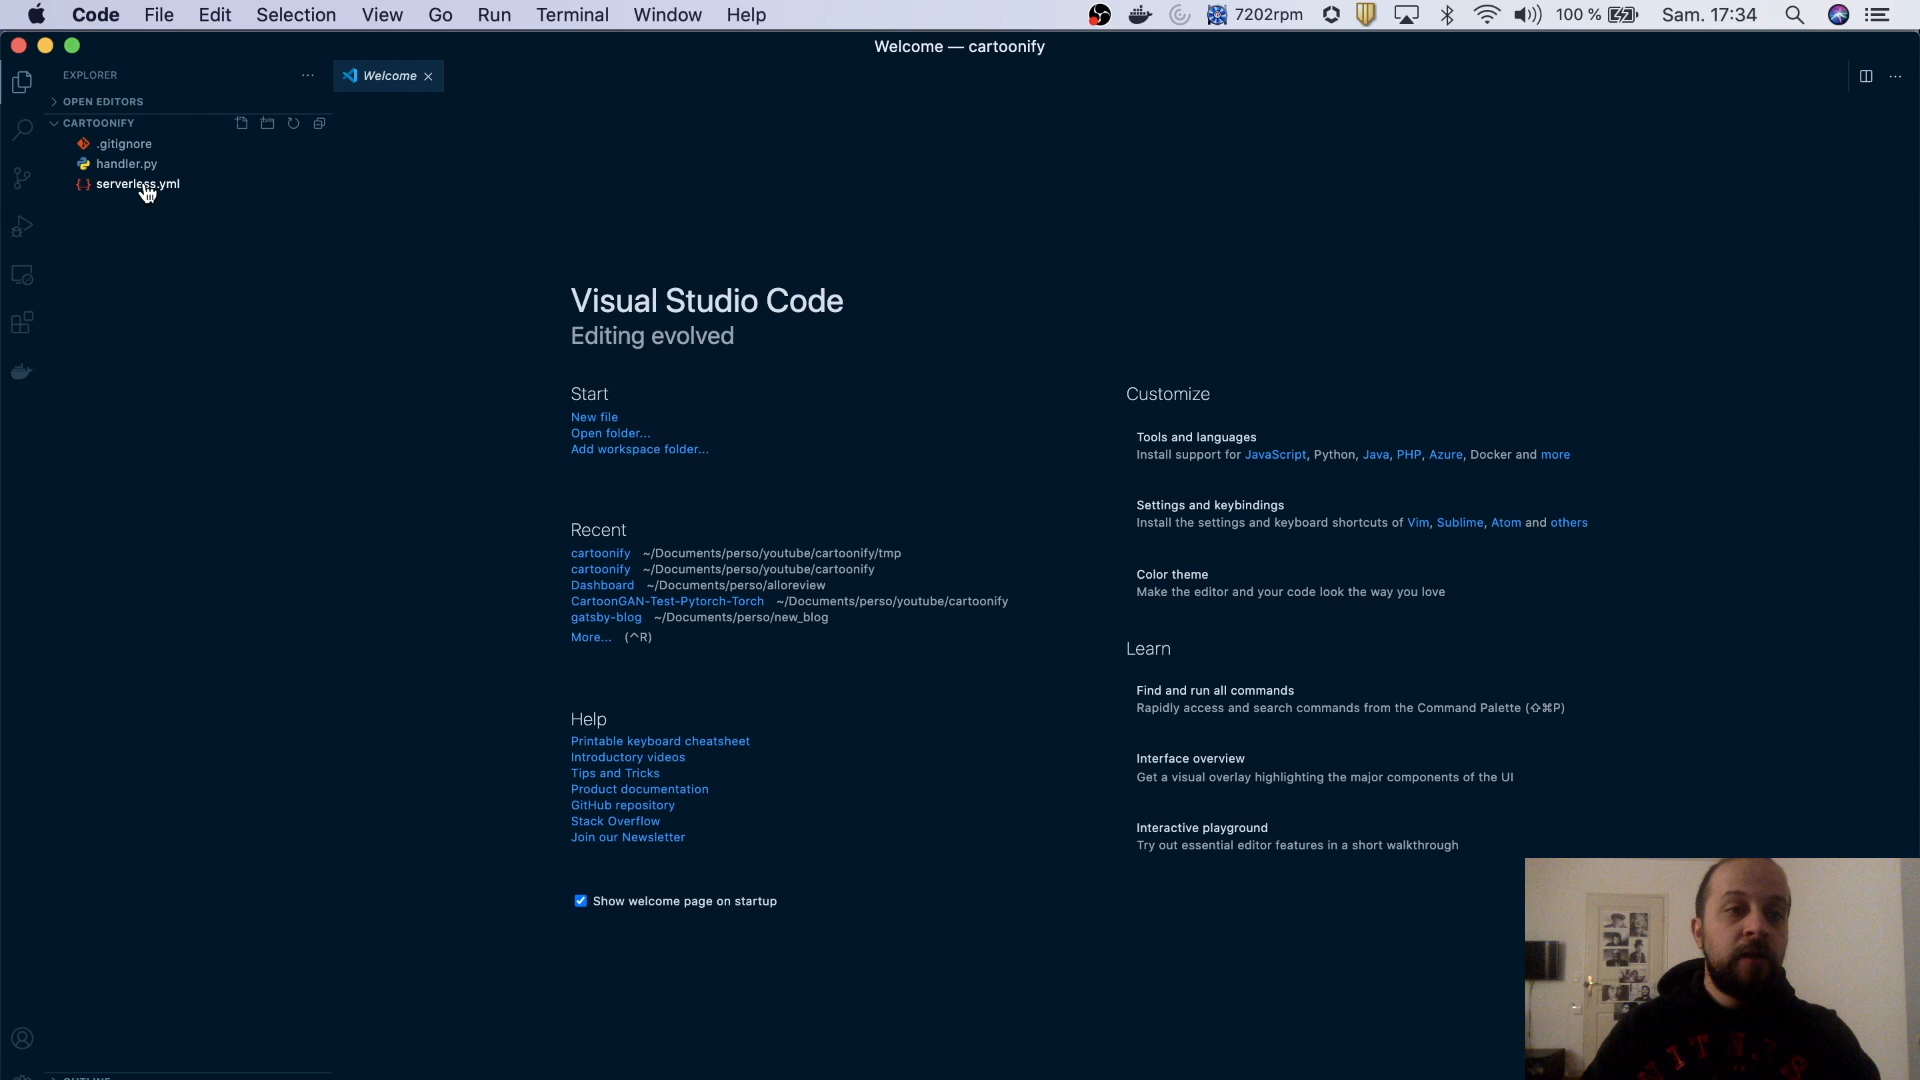 Code File Edit Selection View Go Run Terminal Window Help 7202rpm 100 % Sam. 17:34
Welcome — cartoonify
EXPLORER
Welcome
OPEN EDITORS
CARTOONIFY
.gitignore
handler.py
serverless.yml
Visual Studio Code
Editing evolved
Start
New file
Open folder...
Add workspace folder...
Recent
cartoonify ~/Documents/perso/youtube/cartoonify/tmp
cartoonify ~/Documents/perso/youtube/cartoonify
Dashboard ~/Documents/perso/alloreview
CartoonGAN-Test-Pytorch-Torch ~/Documents/perso/youtube/cartoonify
gatsby-blog ~/Documents/perso/new_blog
More... (^R)
Help
Printable keyboard cheatsheet
Introductory videos
Tips and Tricks
Product documentation
GitHub repository
Stack Overflow
Join our Newsletter
Show welcome page on startup
Customize
Tools and languages
Install support for JavaScript, Python, Java, PHP, Azure, Docker and more
Settings and keybindings
Install the settings and keyboard shortcuts of Vim, Sublime, Atom and others
Color theme
Make the editor and your code look the way you love
Learn
Find and run all commands
Rapidly access and search commands from the Command Palette (⇧⌘P)
Interface overview
Get a visual overlay highlighting the major components of the UI
Interactive playground
Try out essential editor features in a short walkthrough